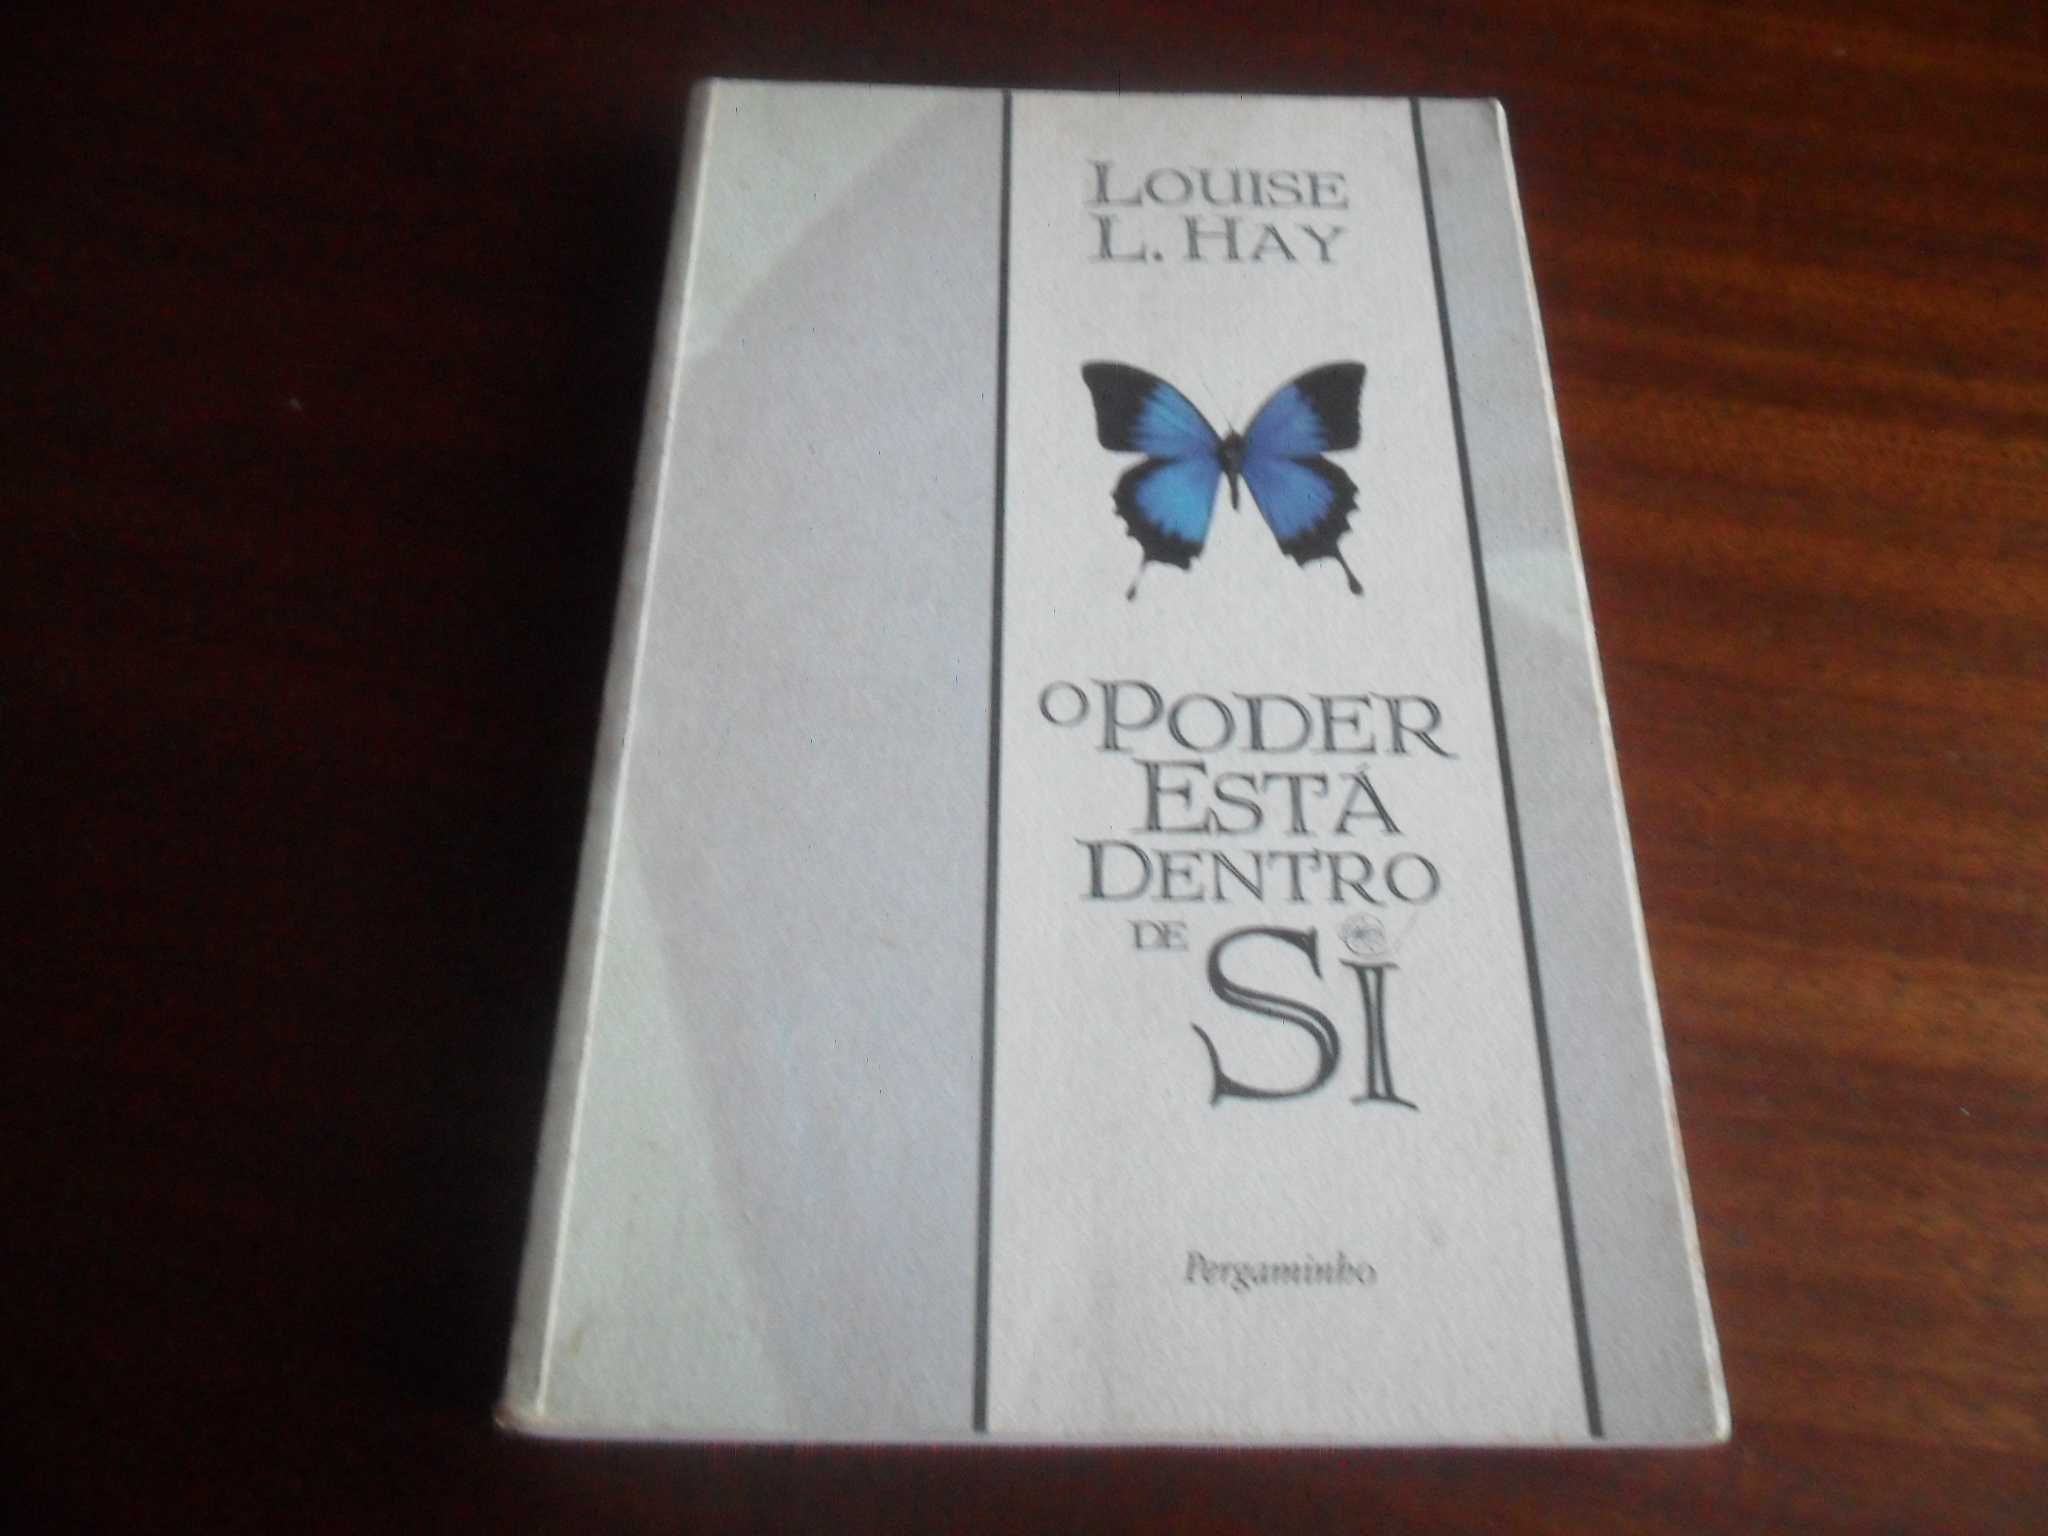 LOUISE
L. HAY
O PODER
ESTÁ
DENTRO
DE SI
Pergaminho